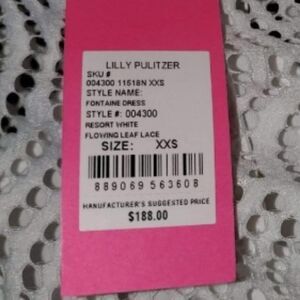 LILLY PULITZER
SKU #
004300 11518N XXS
STYLE NAME:
FONTAINE DRESS
STYLE #: 004300
RESORT WHITE
FLOWING LEAF LACE
SIZE: XXS
889069 563608
MANUFACTURER'S SUGGESTED PRICE
$188.00